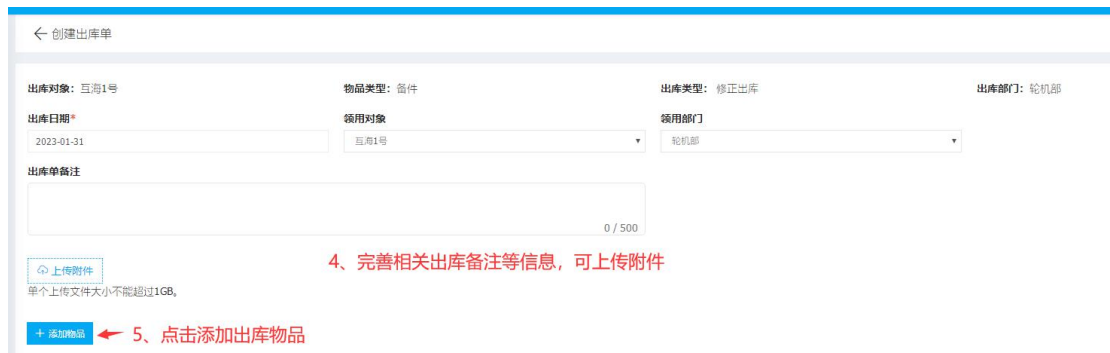 创建出库单
出库对象：互海1号 物品类型：备件 出库类型：修正出库 出库部门：轮机部
出库日期* 领用对象 领用部门
2023-01-31 互海1号 轮机部
出库单备注
0 / 500
4、完善相关出库备注等信息，可上传附件
上传附件
单个上传文件大小不能超过1GB。
+ 添加物品 5、点击添加出库物品